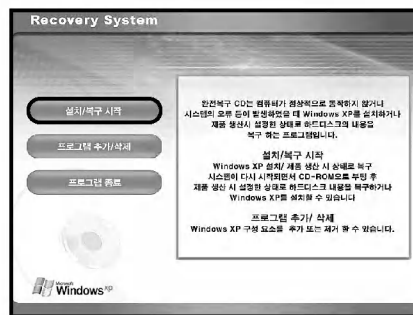 Recovery System
설치/복구 시작
프로그램 추가/삭제
프로그램 종료
완전복구 CD는 컴퓨터가 정상적으로 동작하지 않거나
시스템의 오류 등이 발생하였을 때 Windows XP를 설치하거나
제품 생산시 설정한 상태로 하드디스크의 내용을
복구 하는 프로그램입니다.
설치/복구 시작
Windows XP 설치/ 제품 생산 시 상태로 복구
시스템이 다시 시작되면서 CD-ROM으로 부팅 후
제품 생산 시 설정한 상태로 하드디스크 내용을 복구하거나
Windows XP를 설치할 수 있습니다
프로그램 추가/ 삭제
Windows XP 구성 요소를 추가 또는 제거 할 수 있습니다.
Microsoft
Windows xp